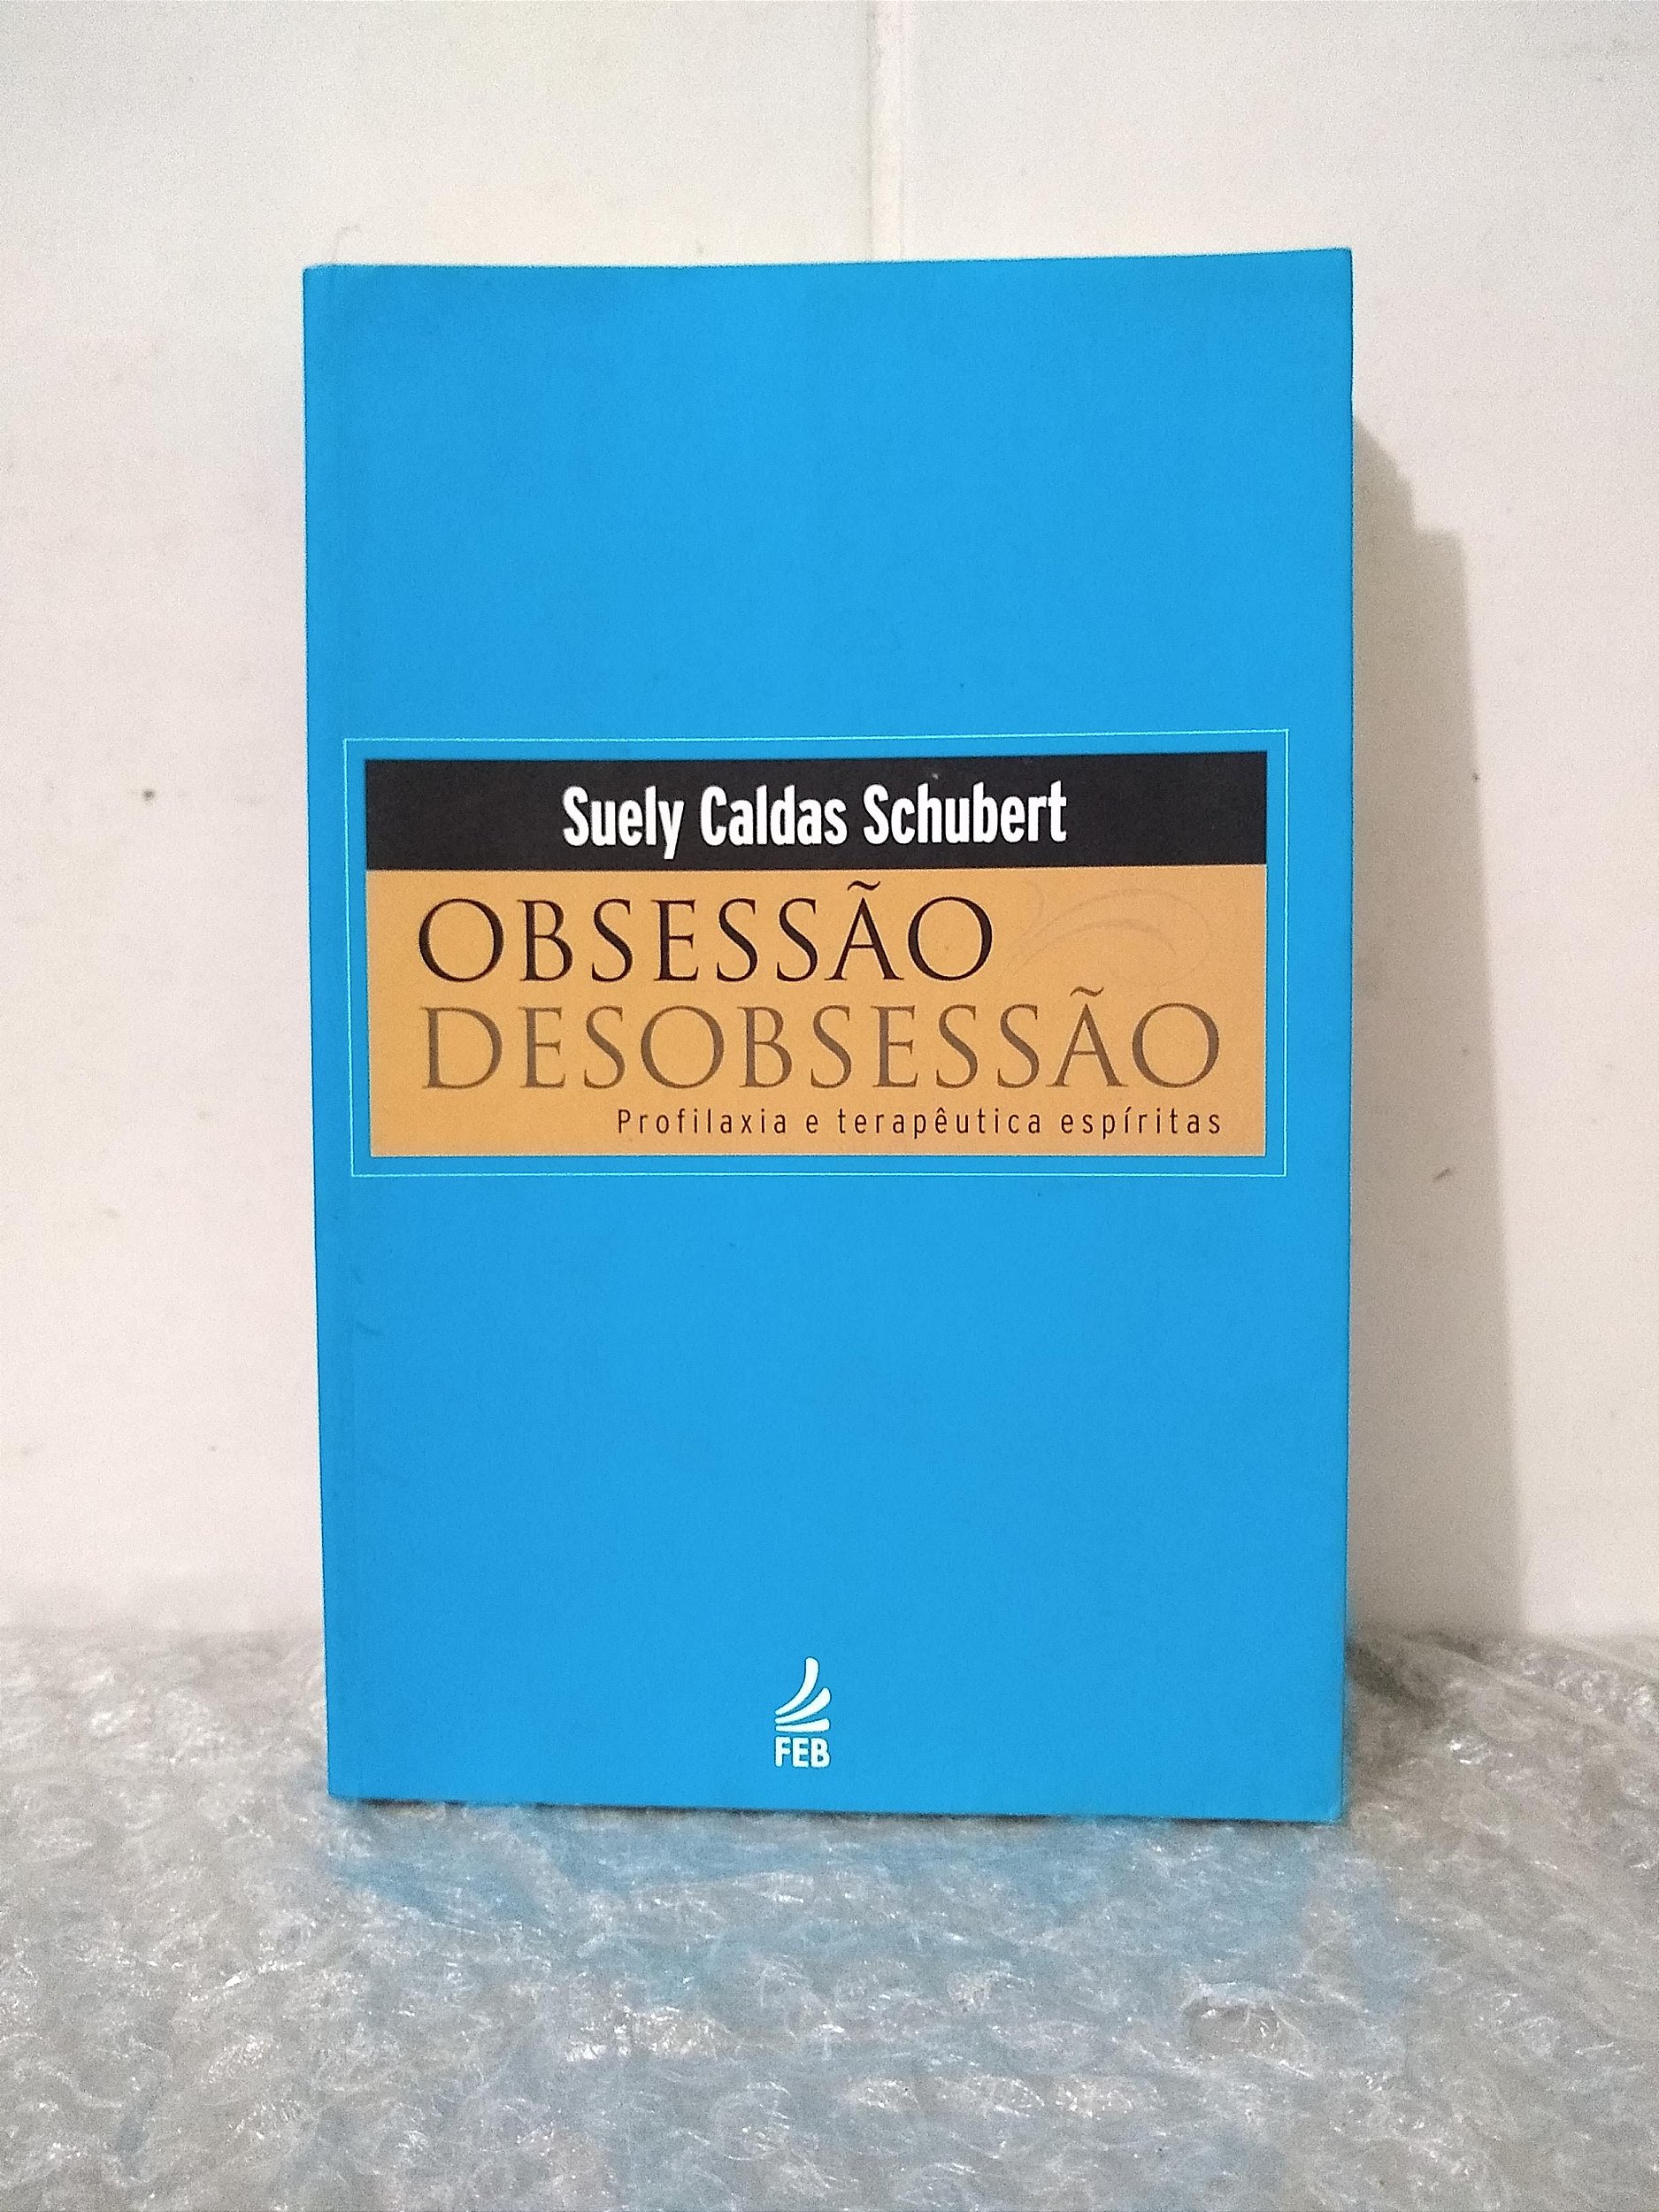 Suely Caldas Schubert
OBSESSÃO
DESOBSESSÃO
Profilaxia e terapêutica espíritas
FEB